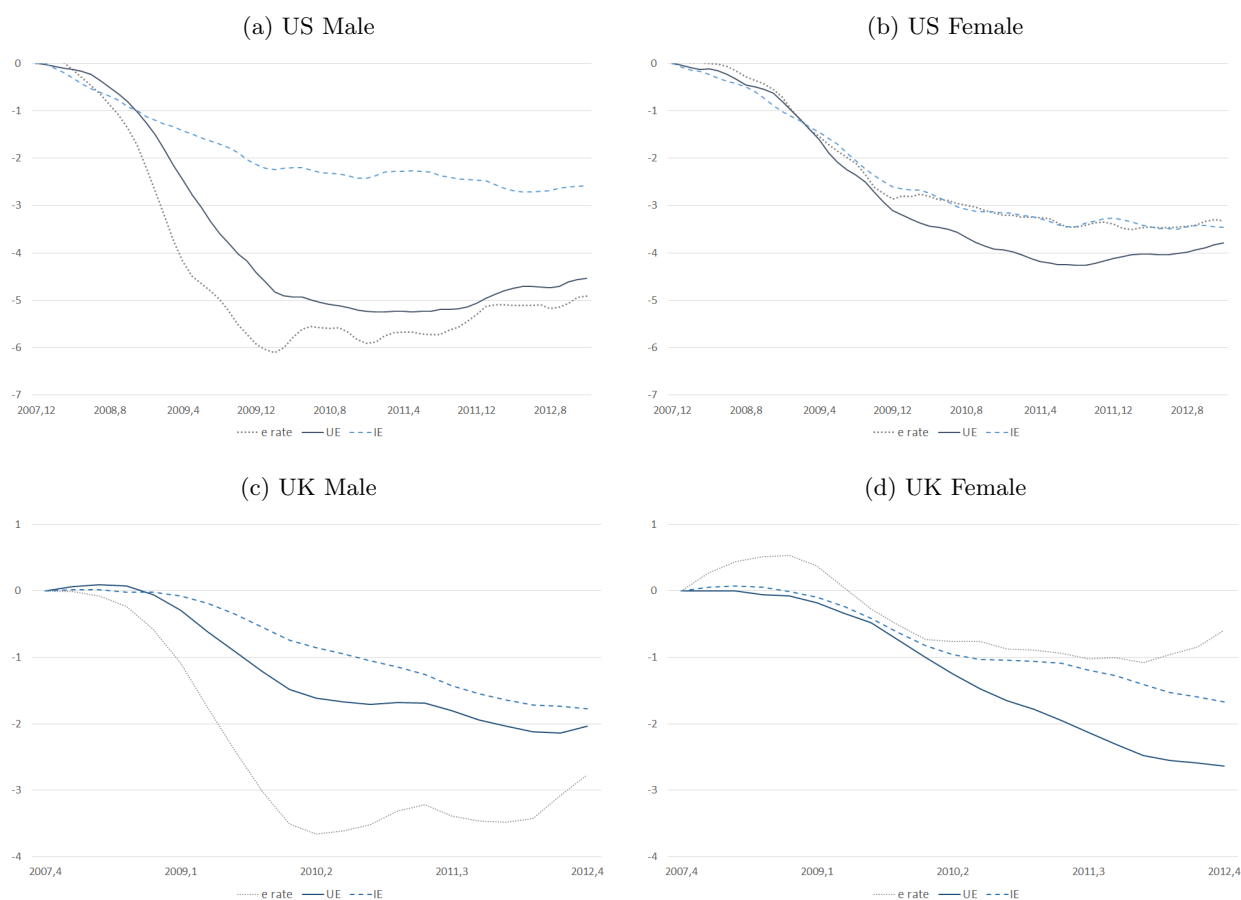 (a) US Male
0
-1
-2
-3
-4
-5
-6
-7
2007,12 2008,8 2009,4 2009,12 2010,8 2011,4 2011,12 2012,8
e rate UE IE
(b) US Female
0
-1
-2
-3
-4
-5
-6
-7
2007,12 2008,8 2009,4 2009,12 2010,8 2011,4 2011,12 2012,8
e rate UE IE
(c) UK Male
1
0
-1
-2
-3
-4
2007,4 2009,1 2010,2 2011,3 2012,4
e rate UE IE
(d) UK Female
1
0
-1
-2
-3
-4
2007,4 2009,1 2010,2 2011,3 2012,4
e rate UE IE